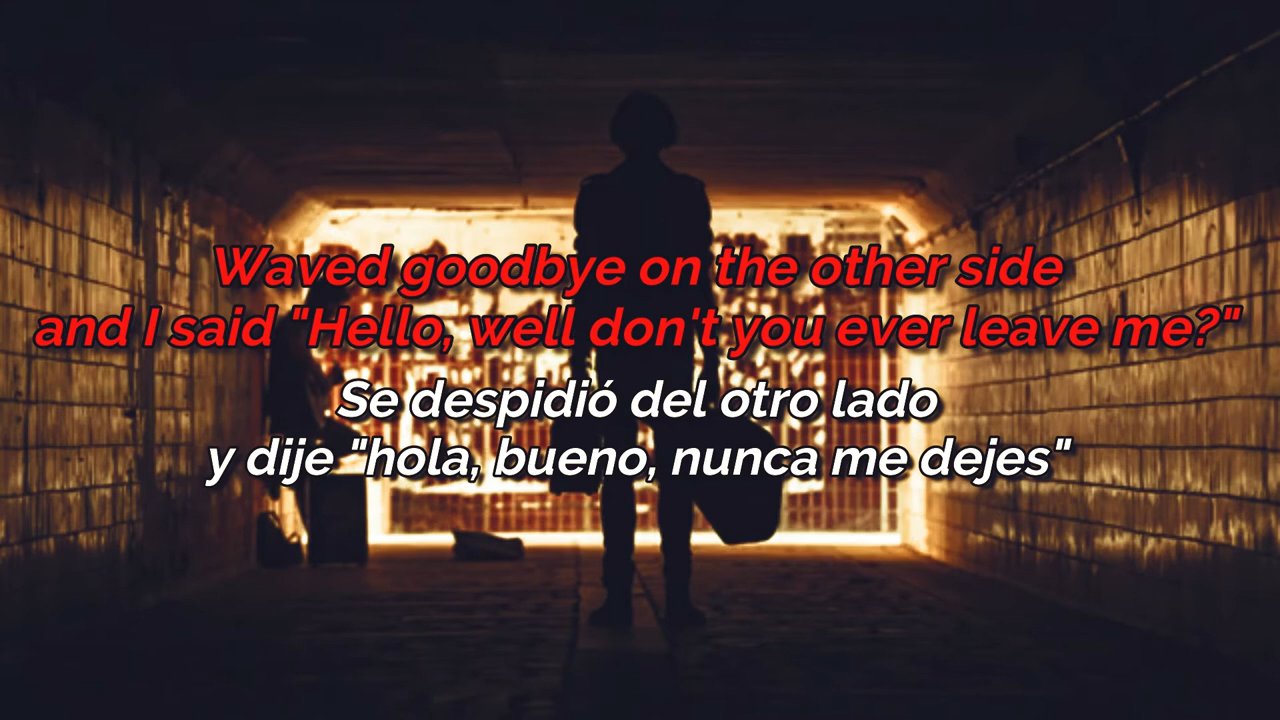 Waved goodbye on the other side
and I said "Hello, well don't you ever leave me?"
Se despidió del otro lado
y dije "hola, bueno, nunca me dejes"